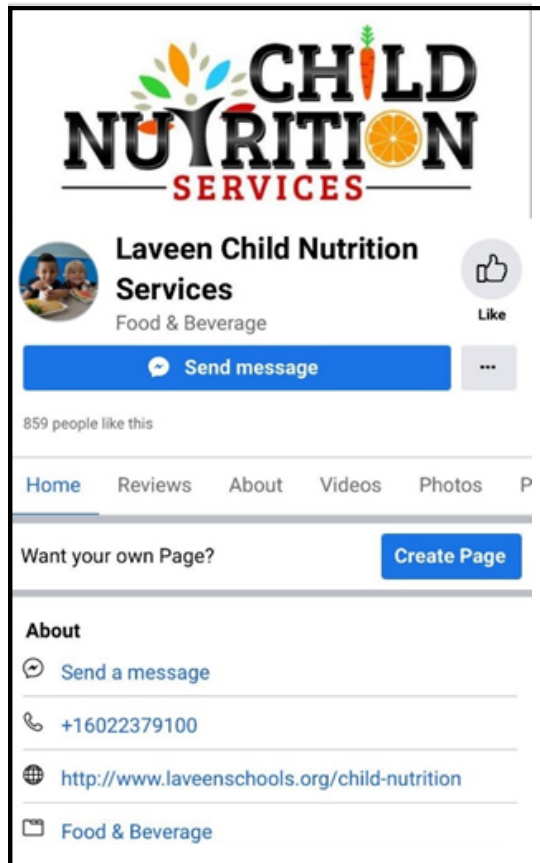 CHILD
NUTRITION
SERVICES
Laveen Child Nutrition
Services
Food & Beverage
Like
Send message
859 people like this
Home Reviews About Videos Photos P
Want your own Page?
Create Page
About
Send a message
+16022379100
http://www.laveenschools.org/child-nutrition
Food & Beverage